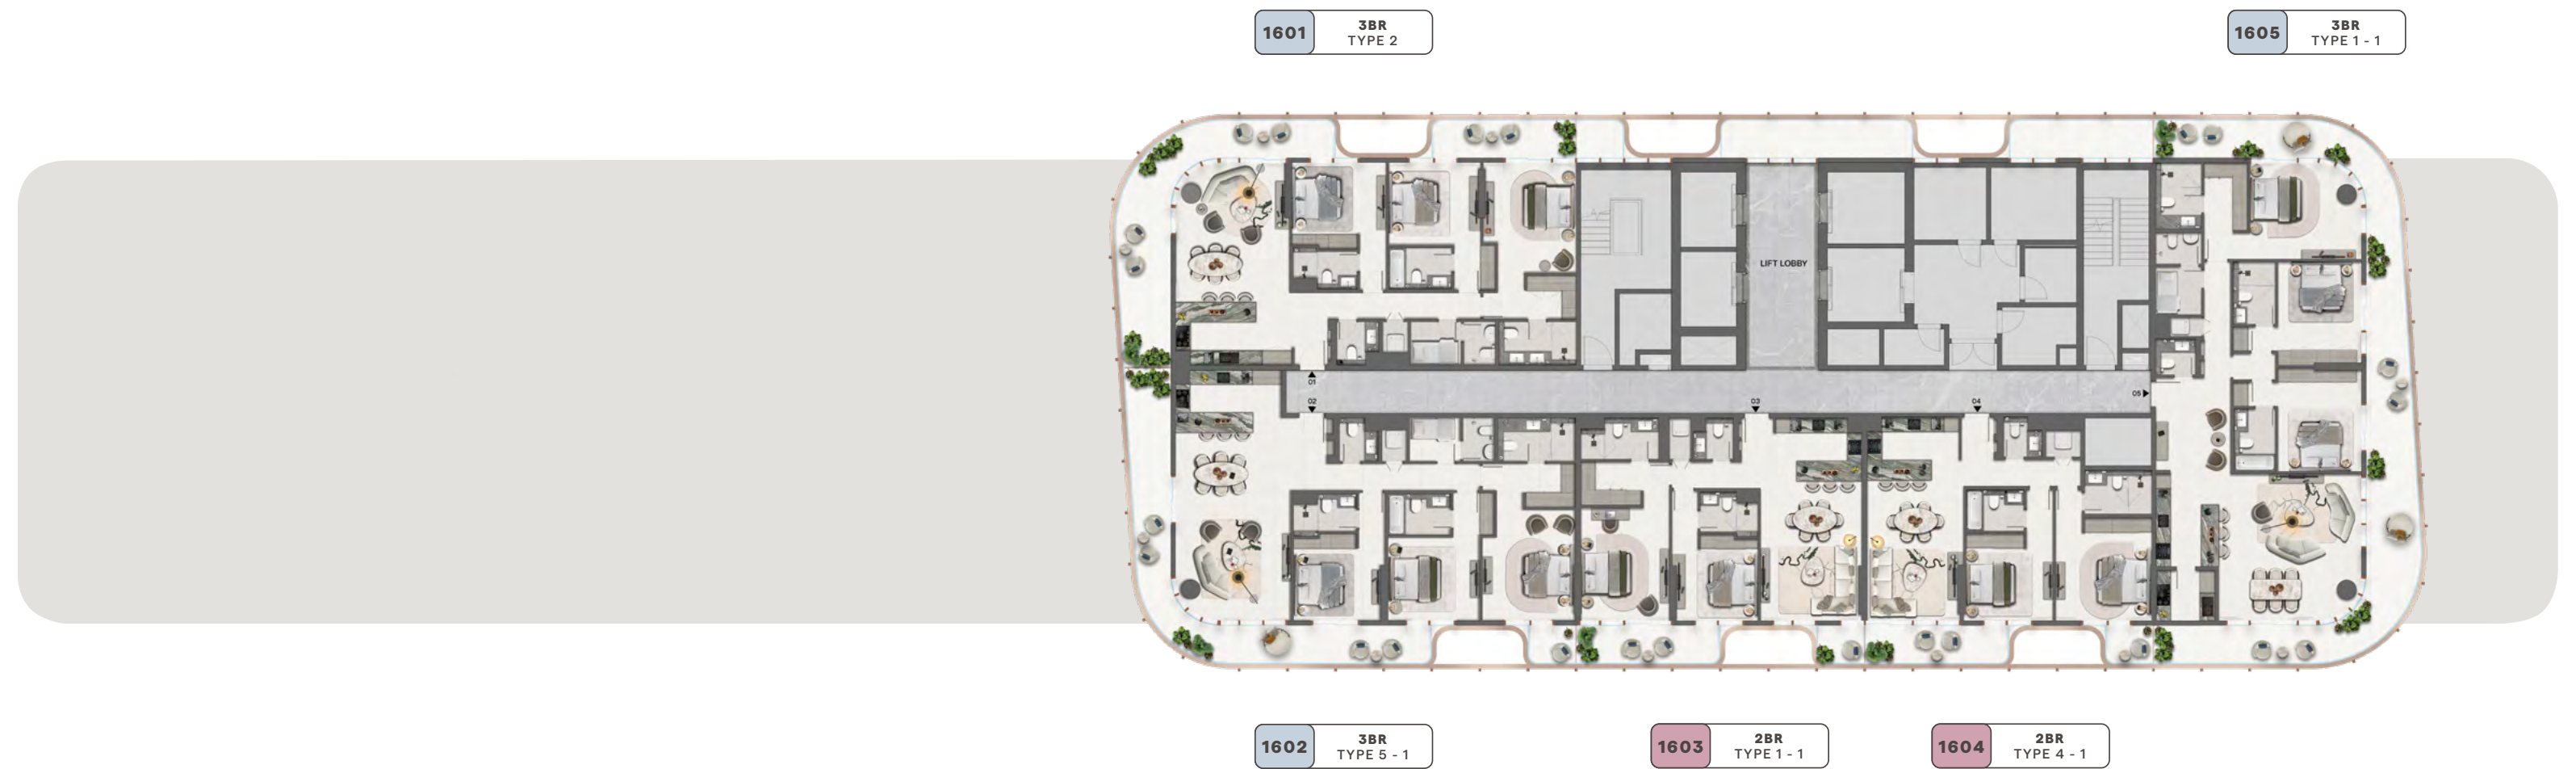 1601
3BR
TYPE 2
1605
3BR
TYPE 1 - 1
LIFT LOBBY
01
02
03
04
05
1602
3BR
TYPE 5 - 1
1603
2BR
TYPE 1 - 1
1604
2BR
TYPE 4 - 1